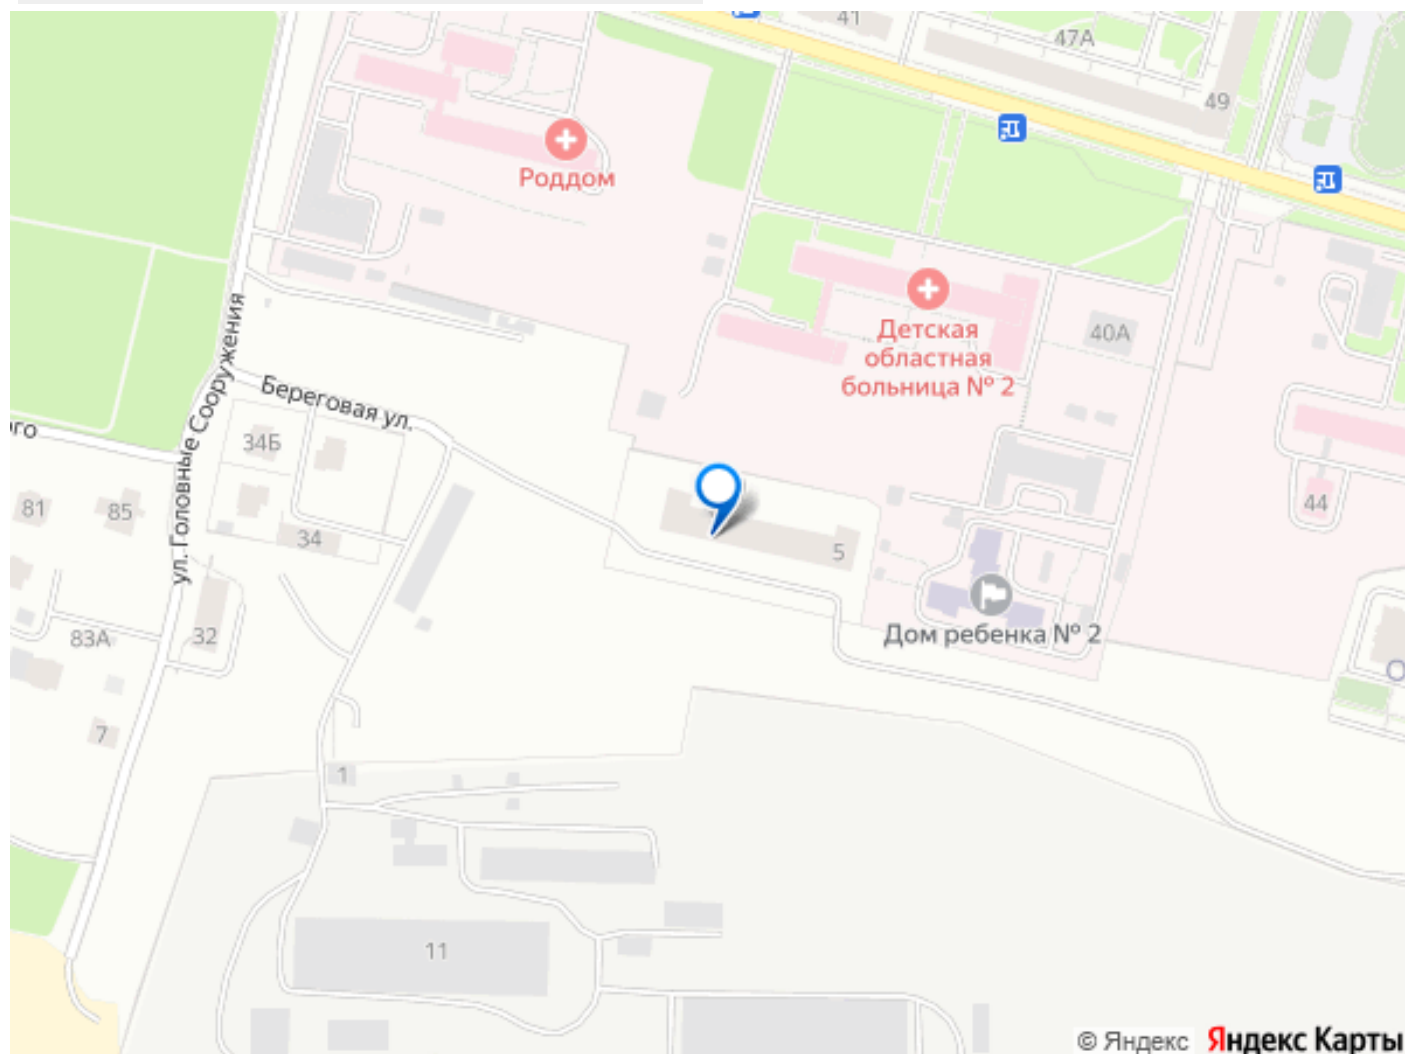 41
47А
49
Роддом
Детская
областная
больница № 2
40А
ул. Головные Сооружения
Береговая ул.
ого
34Б
81
85
34
5
44
32
83А
Дом ребенка № 2
О
7
1
11
© Яндекс Яндекс Карты